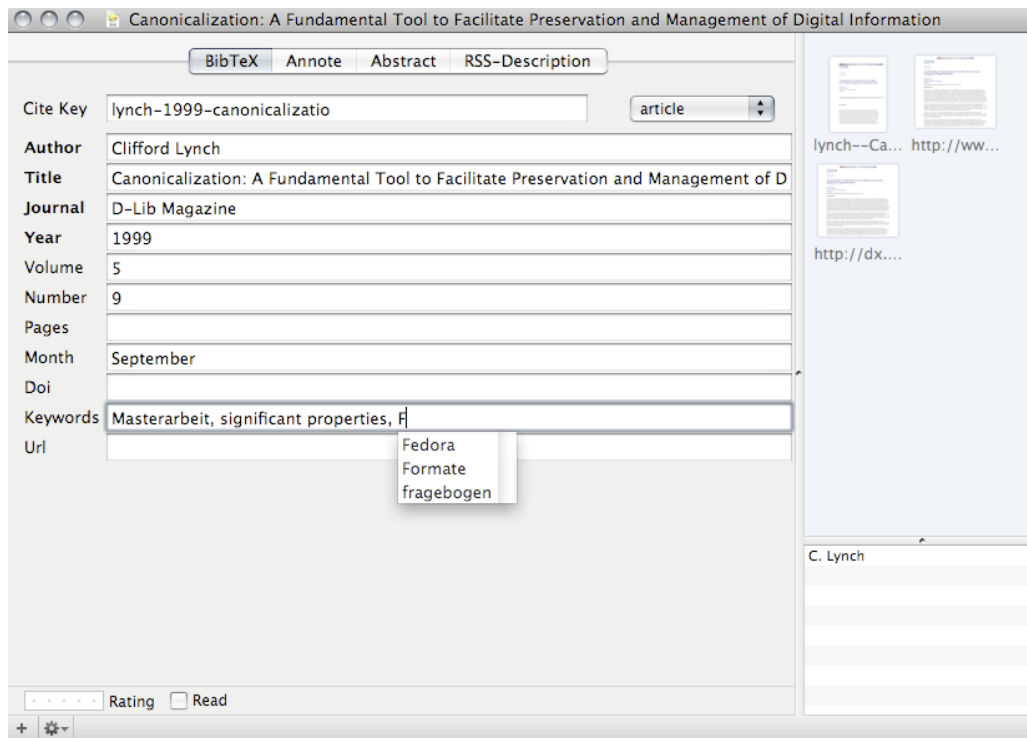 Canonicalization: A Fundamental Tool to Facilitate Preservation and Management of Digital Information
BibTeX Annote Abstract RSS-Description
Cite Key lynch-1999-canonicalizatio article
Author Clifford Lynch
Title Canonicalization: A Fundamental Tool to Facilitate Preservation and Management of D
Journal D-Lib Magazine
Year 1999
Volume 5
Number 9
Pages
Month September
Doi
Keywords Masterarbeit, significant properties, F
Url
Fedora
Formate
fragebogen
Rating Read
lynch--Ca... http://ww...
http://dx....
C. Lynch